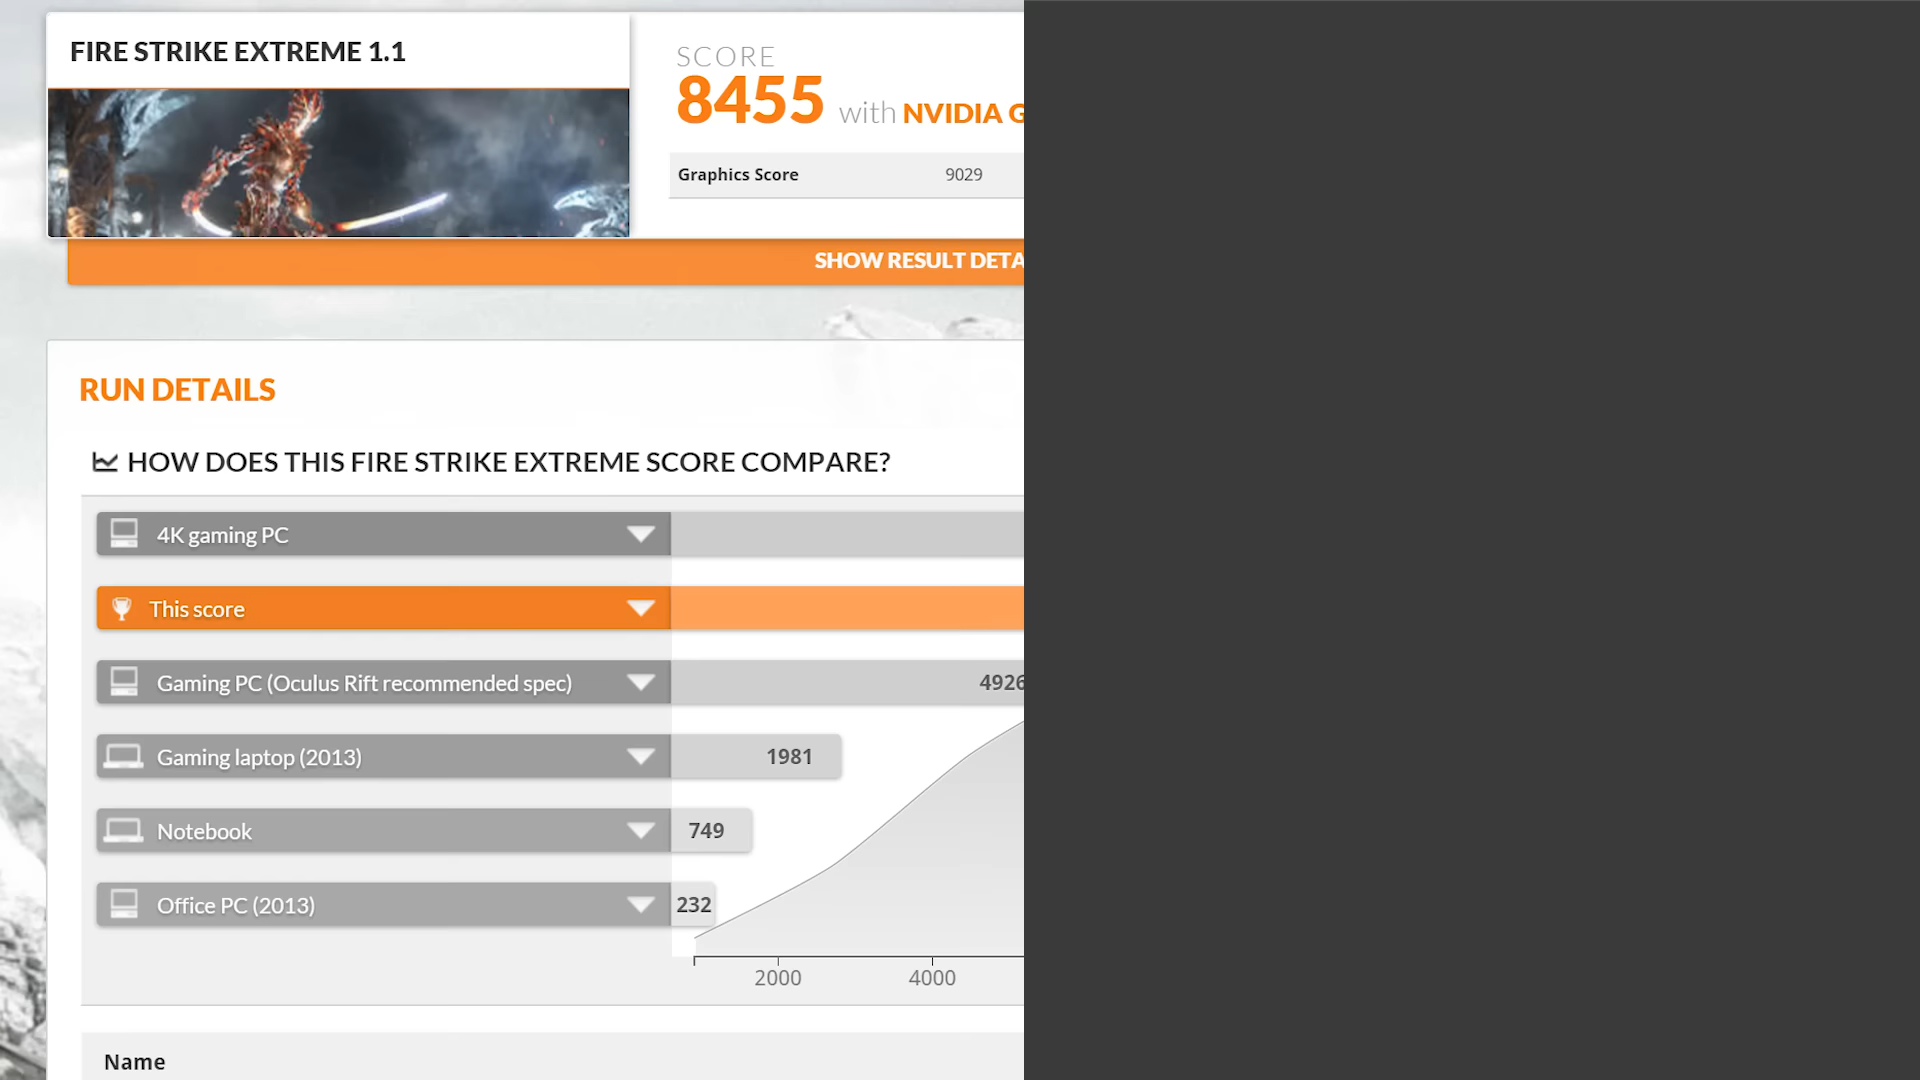 FIRE STRIKE EXTREME 1.1
SCORE
8455 with NVIDIA
Graphics Score 9029
SHOW RESULT
RUN DETAILS
HOW DOES THIS FIRE STRIKE EXTREME SCORE COMPARE?
4K gaming PC
This score
Gaming PC (Oculus Rift recommended spec) 4926
Gaming laptop (2013) 1981
Notebook 749
Office PC (2013) 232
2000 4000
Name